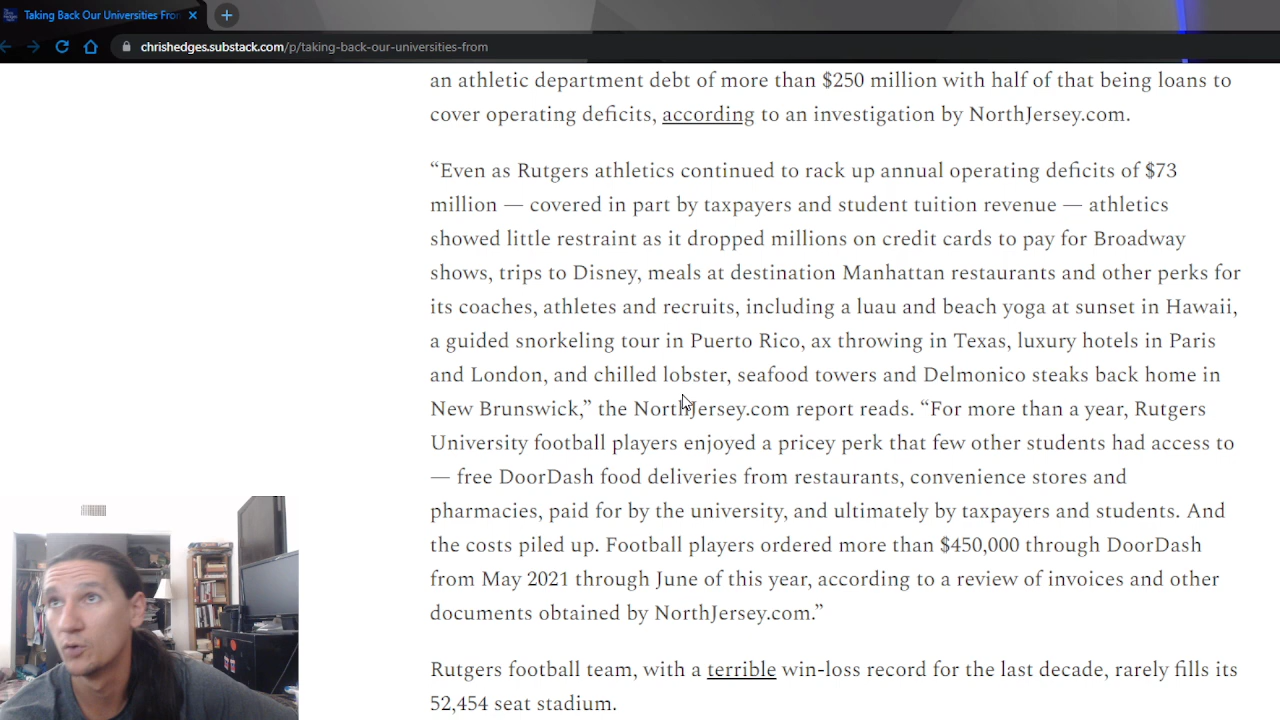 Taking Back Our Universities From
chrishedges.substack.com/p/taking-back-our-universities-from
an athletic department debt of more than $250 million with half of that being loans to
cover operating deficits, according to an investigation by NorthJersey.com.
“Even as Rutgers athletics continued to rack up annual operating deficits of $73
million — covered in part by taxpayers and student tuition revenue — athletics
showed little restraint as it dropped millions on credit cards to pay for Broadway
shows, trips to Disney, meals at destination Manhattan restaurants and other perks for
its coaches, athletes and recruits, including a luau and beach yoga at sunset in Hawaii,
a guided snorkeling tour in Puerto Rico, ax throwing in Texas, luxury hotels in Paris
and London, and chilled lobster, seafood towers and Delmonico steaks back home in
New Brunswick,” the NorthJersey.com report reads. “For more than a year, Rutgers
University football players enjoyed a pricey perk that few other students had access to
— free DoorDash food deliveries from restaurants, convenience stores and
pharmacies, paid for by the university, and ultimately by taxpayers and students. And
the costs piled up. Football players ordered more than $450,000 through DoorDash
from May 2021 through June of this year, according to a review of invoices and other
documents obtained by NorthJersey.com.”
Rutgers football team, with a terrible win-loss record for the last decade, rarely fills its
52,454 seat stadium.